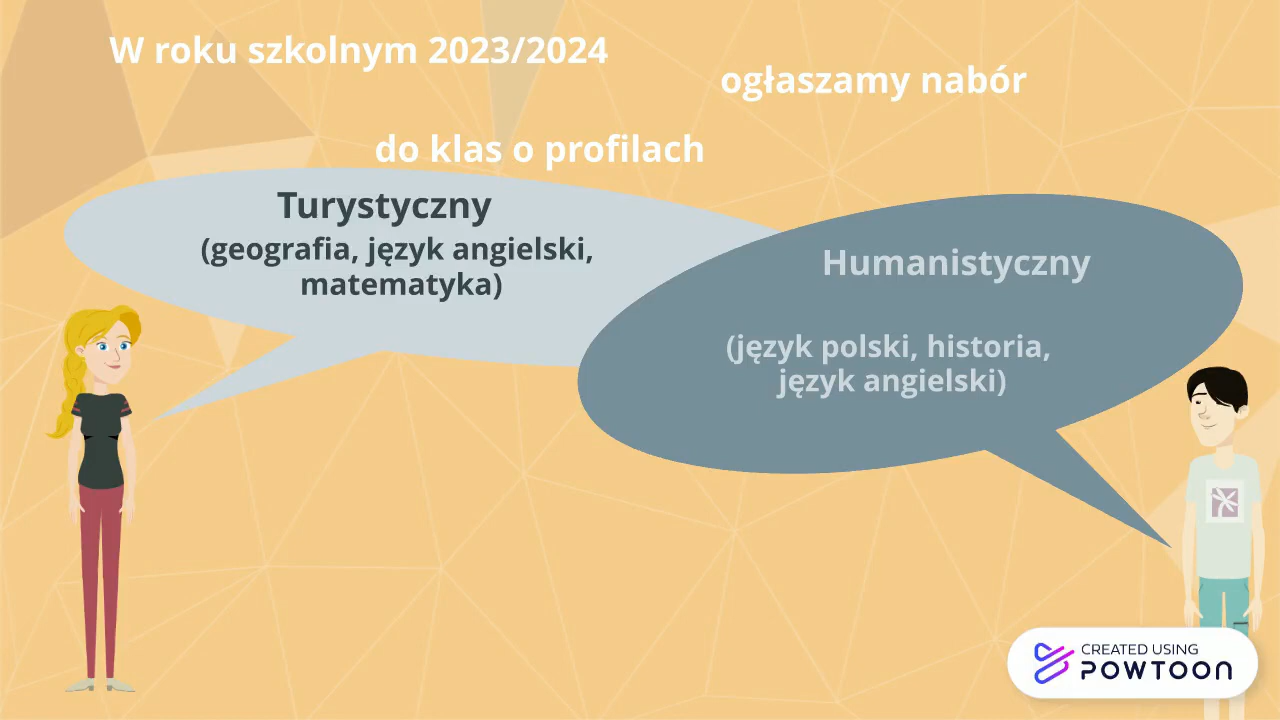 W roku szkolnym 2023/2024
ogłaszamy nabór
do klas o profilach
Turystyczny
(geografia, język angielski,
matematyka)
Humanistyczny
(język polski, historia,
język angielski)
CREATED USING
POWTOON